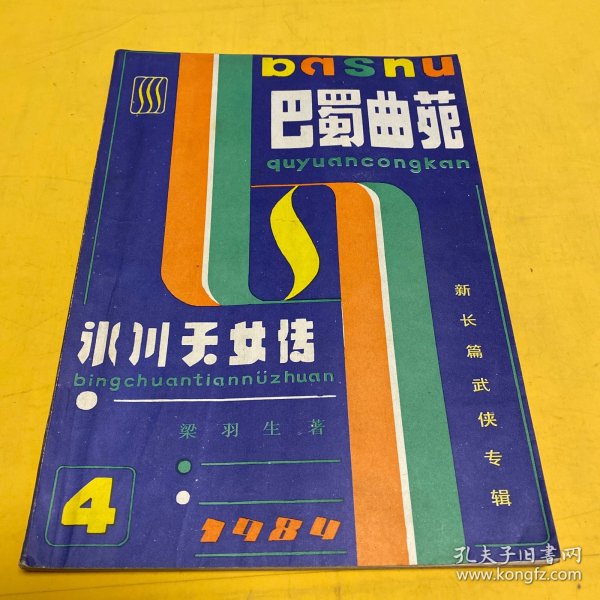 bashu
巴蜀曲苑
quyuancongkan
新长篇武侠专辑
冰川天女传
bingchuantiannüzhuan
梁羽生著
4
1984
孔夫子旧书网
www.kongfz.com